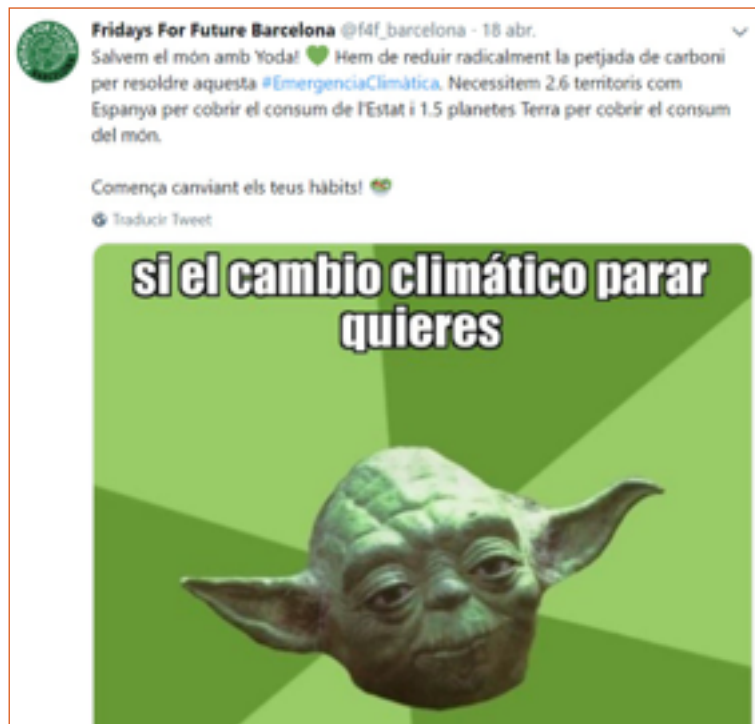 Fridays For Future Barcelona @f4f_barcelona · 18 abr.
Salvem el món amb Yoda! 💚 Hem de reduir radicalment la petjada de carboni
per resoldre aquesta #EmergenciaClimàtica. Necessitem 2.6 territoris com
Espanya per cobrir el consum de l'Estat i 1.5 planetes Terra per cobrir el consum
del món.
Comença canviant els teus hàbits! 🥗
Traducir Tweet
si el cambio climático parar
quieres